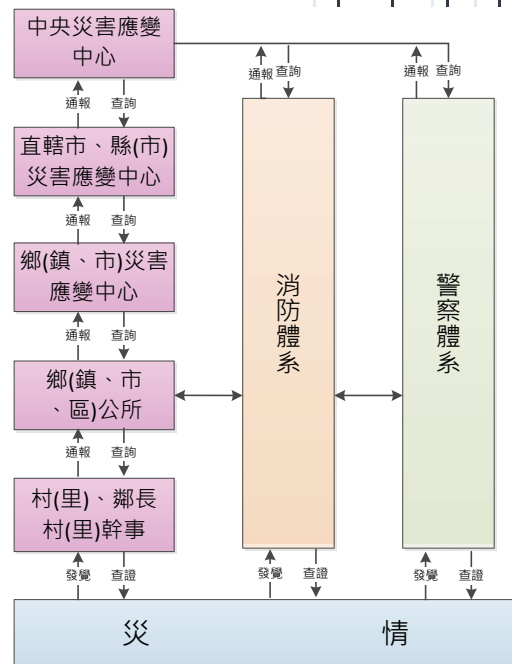 中央災害應變
中心
通報
查詢
通報
查詢
通報
查詢
直轄市、縣(市)
災害應變中心
通報
查詢
鄉(鎮、市)災害
應變中心
通報
查詢
鄉(鎮、市
、區)公所
通報
查詢
村(里)、鄰長
村(里)幹事
消防體系
警察體系
發覺
查證
發覺
查證
發覺
查證
災情